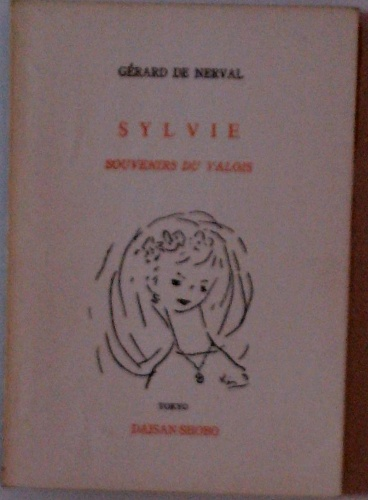 GÉRARD DE NERVAL
SYLVIE
SOUVENIRS DU VALOIS
TOKYO
DAISAN-SHOBO